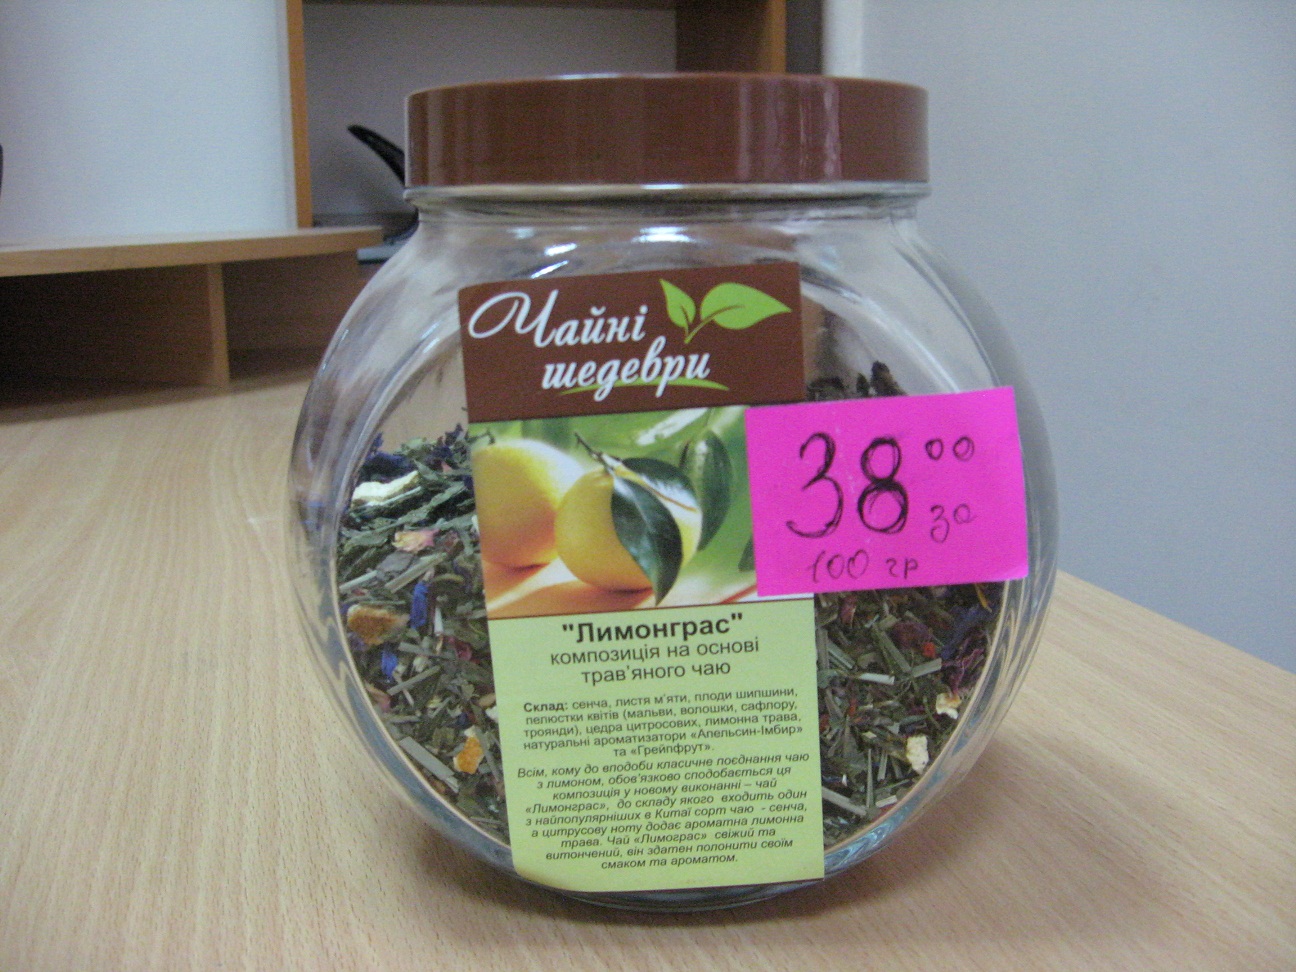 Чайні
шедеври
38 00
за
100 гр
"Лимонграс"
композиція на основі
трав'яного чаю
Склад: сенча, листя м'яти, плоди шипшини,
пелюстки квітів (мальви, волошки, сафлору,
троянди), цедра цитросових, лимонна трава,
натуральні ароматизатори «Апельсин-Імбир»
та «Грейпфрут».
Всім, кому до вподоби класичне поєднання чаю
з лимоном, обов'язково сподобається ця
композиція у новому виконанні – чай
«Лимонграс», до складу якого входить один
з найпопулярніших в Китаї сорт чаю - сенча,
а цитрусову ноту додає ароматна лимонна
трава. Чай «Лимограс» свіжий та
витончений, він здатен полонити своїм
смаком та ароматом.